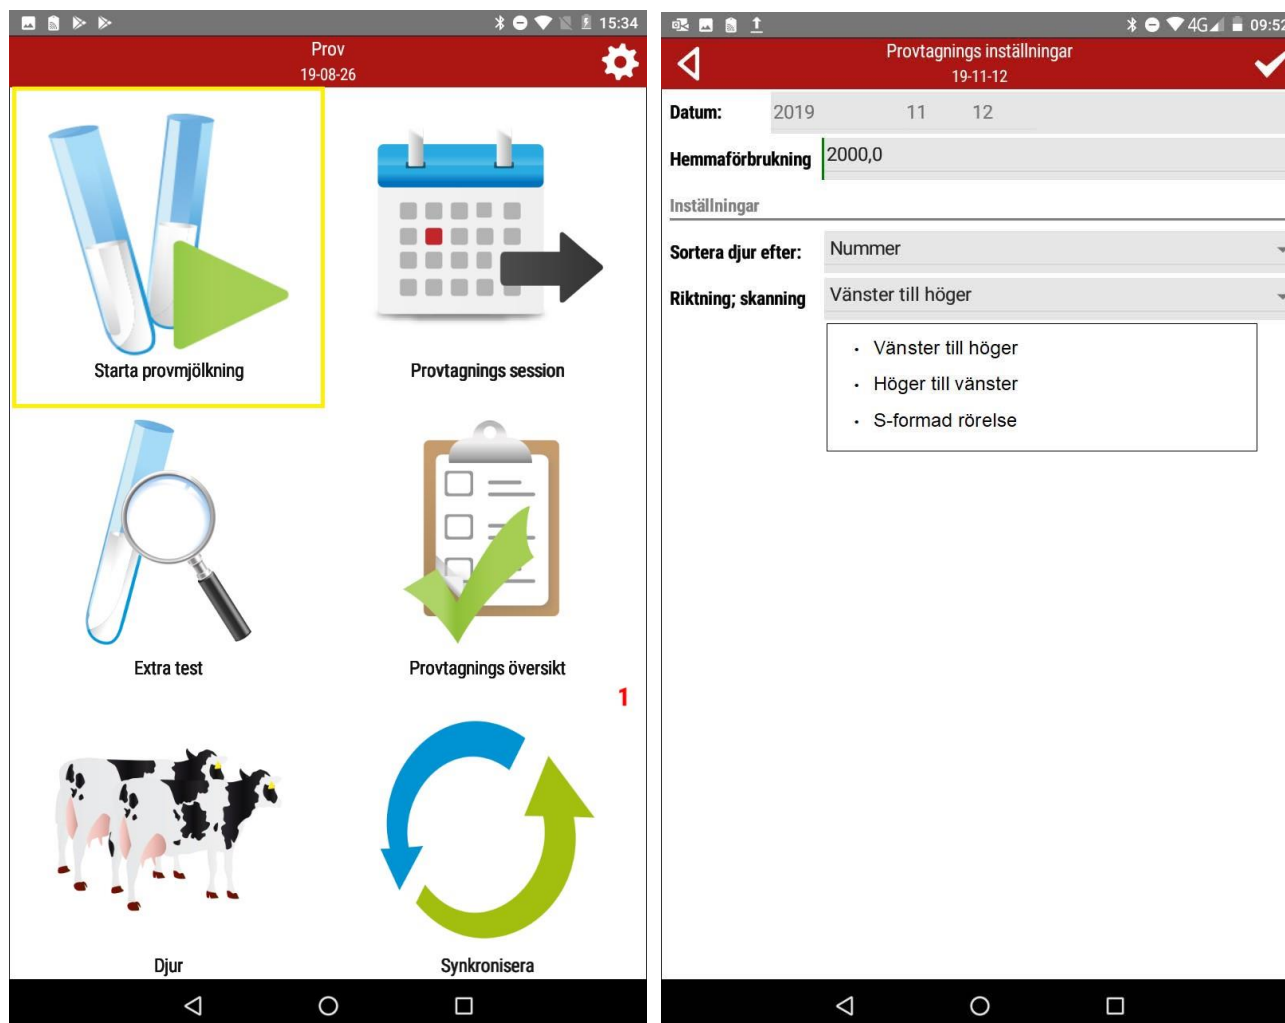 15:34
Prov
19-08-26
Starta provmjölkning
Provtagnings session
Extra test
Provtagnings översikt
1
Djur
Synkronisera
4G
09:52
Provtagnings inställningar
19-11-12
Datum:
2019
11
12
Hemmaförbrukning
2000,0
Inställningar
Sortera djur efter:
Nummer
Riktning; skanning
Vänster till höger
• Vänster till höger
• Höger till vänster
• S-formad rörelse